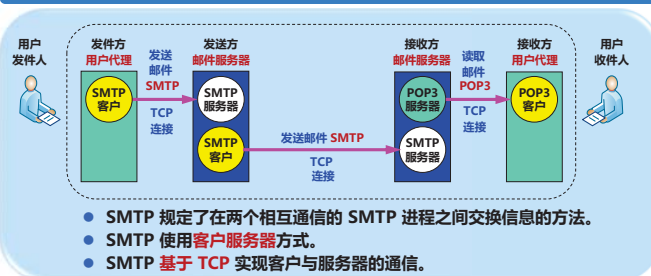 用户
发件人
发件方
用户代理
发送
邮件
SMTP
TCP
连接
发送方
邮件服务器
接收方
邮件服务器
读取
邮件
POP3
TCP
连接
接收方
用户代理
用户
收件人
SMTP
客户
SMTP
服务器
SMTP
客户
发送邮件 SMTP
TCP
连接
POP3
服务器
SMTP
服务器
POP3
客户
● SMTP 规定了在两个相互通信的 SMTP 进程之间交换信息的方法。
● SMTP 使用客户服务器方式。
● SMTP 基于 TCP 实现客户与服务器的通信。